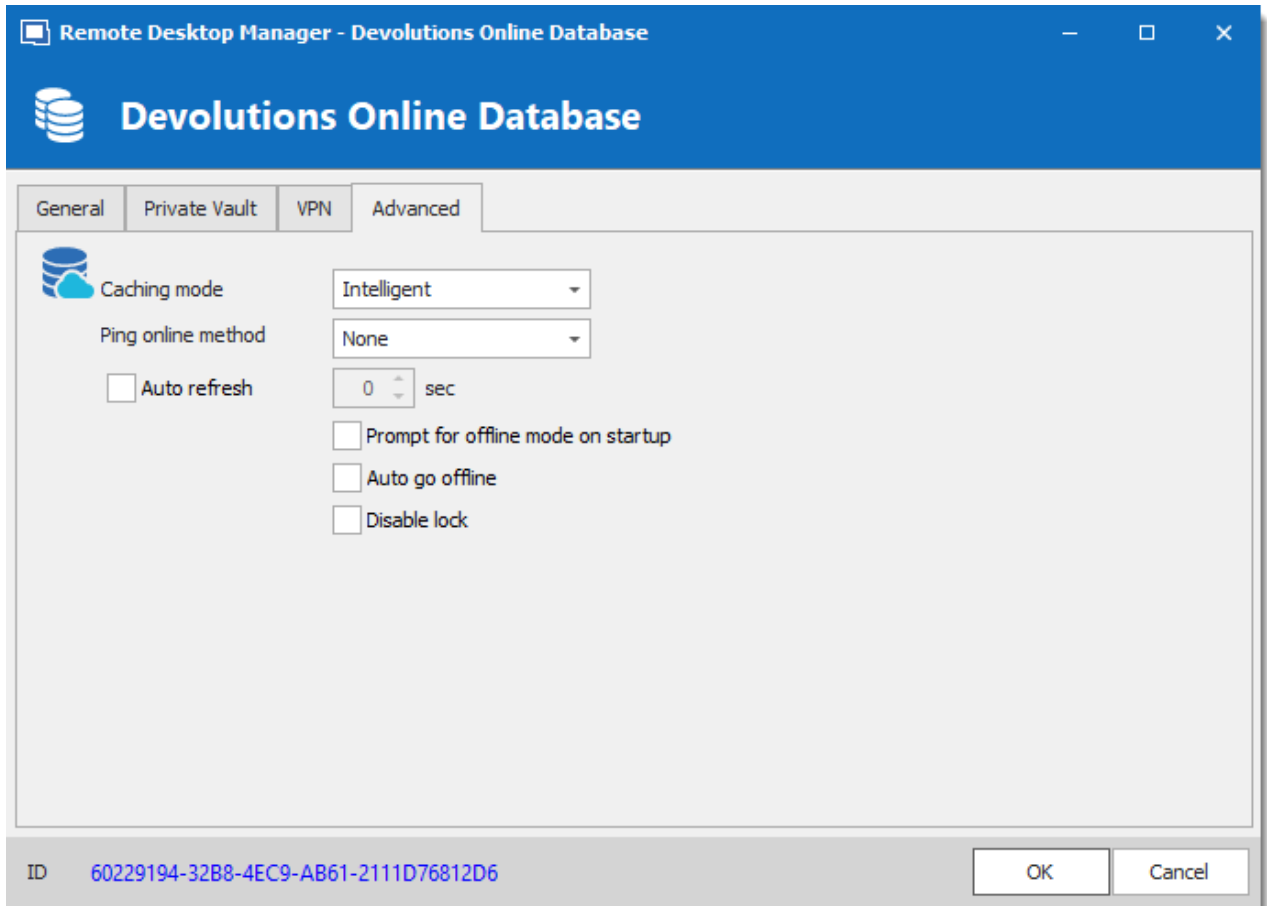 Remote Desktop Manager - Devolutions Online Database
Devolutions Online Database
General Private Vault VPN Advanced
Caching mode Intelligent
Ping online method None
Auto refresh 0 sec
Prompt for offline mode on startup
Auto go offline
Disable lock
ID 60229194-32B8-4EC9-AB61-2111D76812D6 OK Cancel